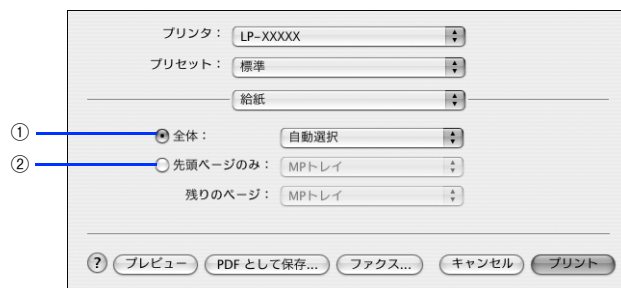 プリンタ： LP-XXXXX
プリセット： 標準
給紙
① 全体： 自動選択
② 先頭ページのみ： MPトレイ
残りのページ： MPトレイ
? プレビュー PDF として保存... ファクス... キャンセル プリント